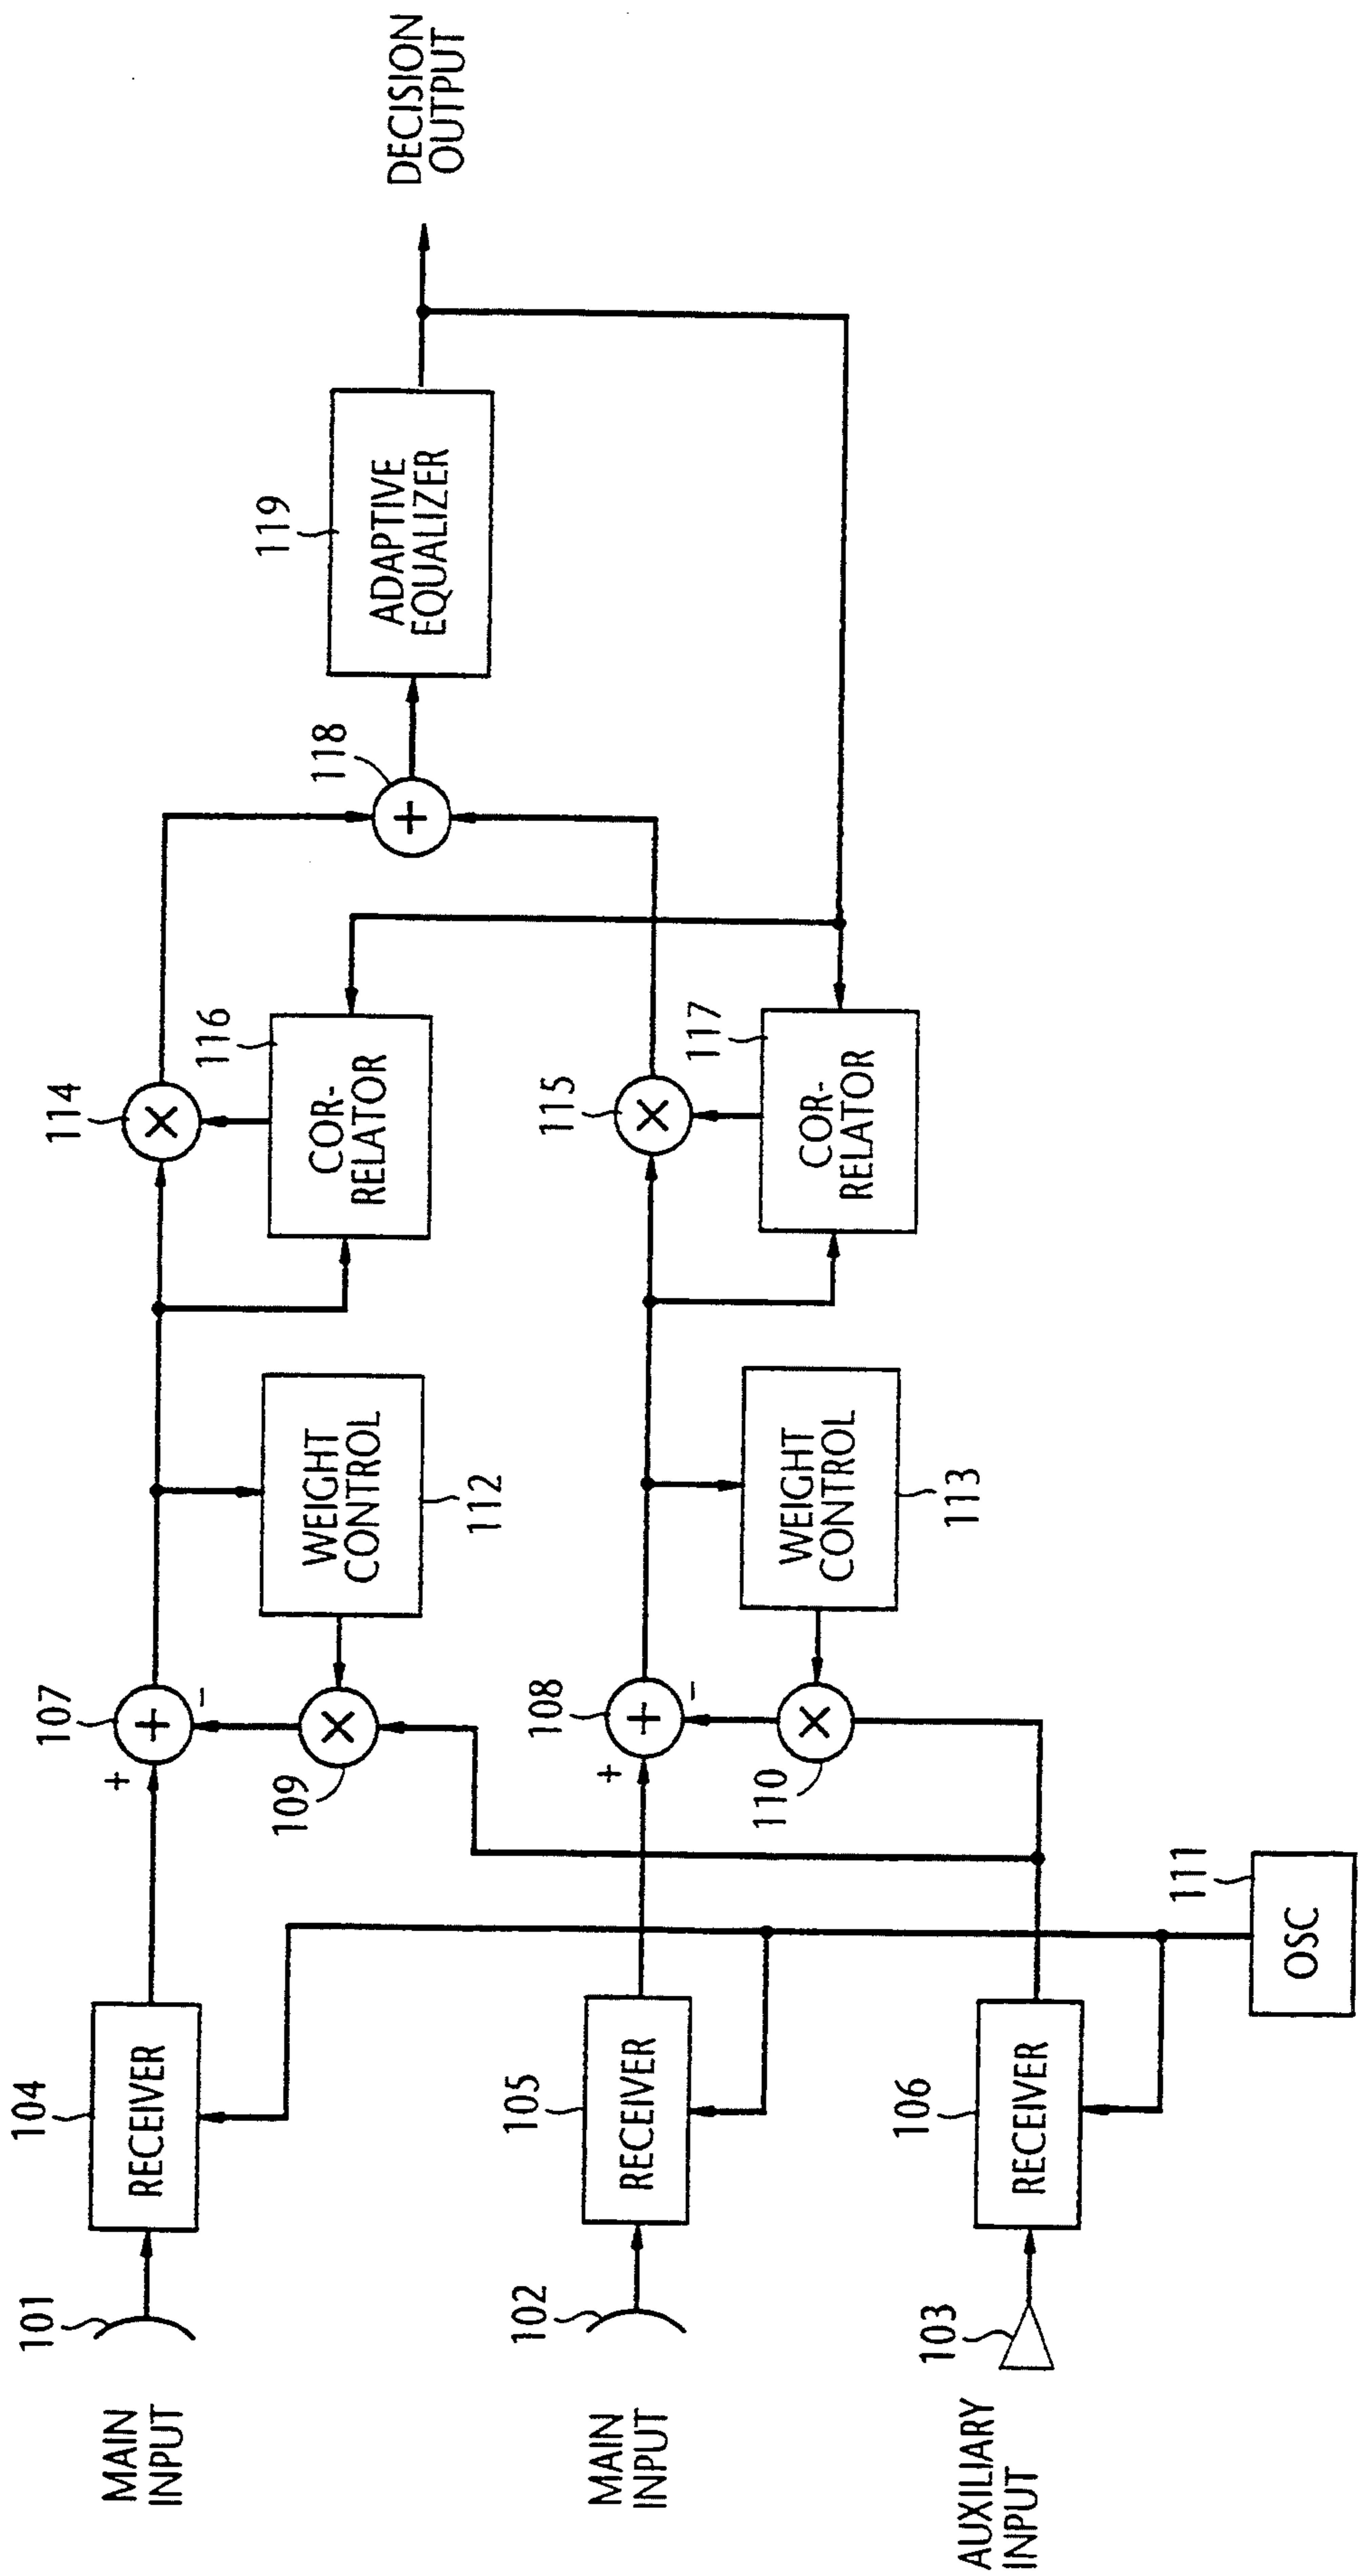 MAIN
INPUT
101
104
RECEIVER
+
107
+
−
109
×
WEIGHT
CONTROL
112
114
×
116
COR-
RELATOR
118
+
119
ADAPTIVE
EQUALIZER
DECISION
OUTPUT
MAIN
INPUT
102
105
RECEIVER
+
108
+
−
110
×
WEIGHT
CONTROL
113
115
×
117
COR-
RELATOR
AUXILIARY
INPUT
103
106
RECEIVER
111
OSC